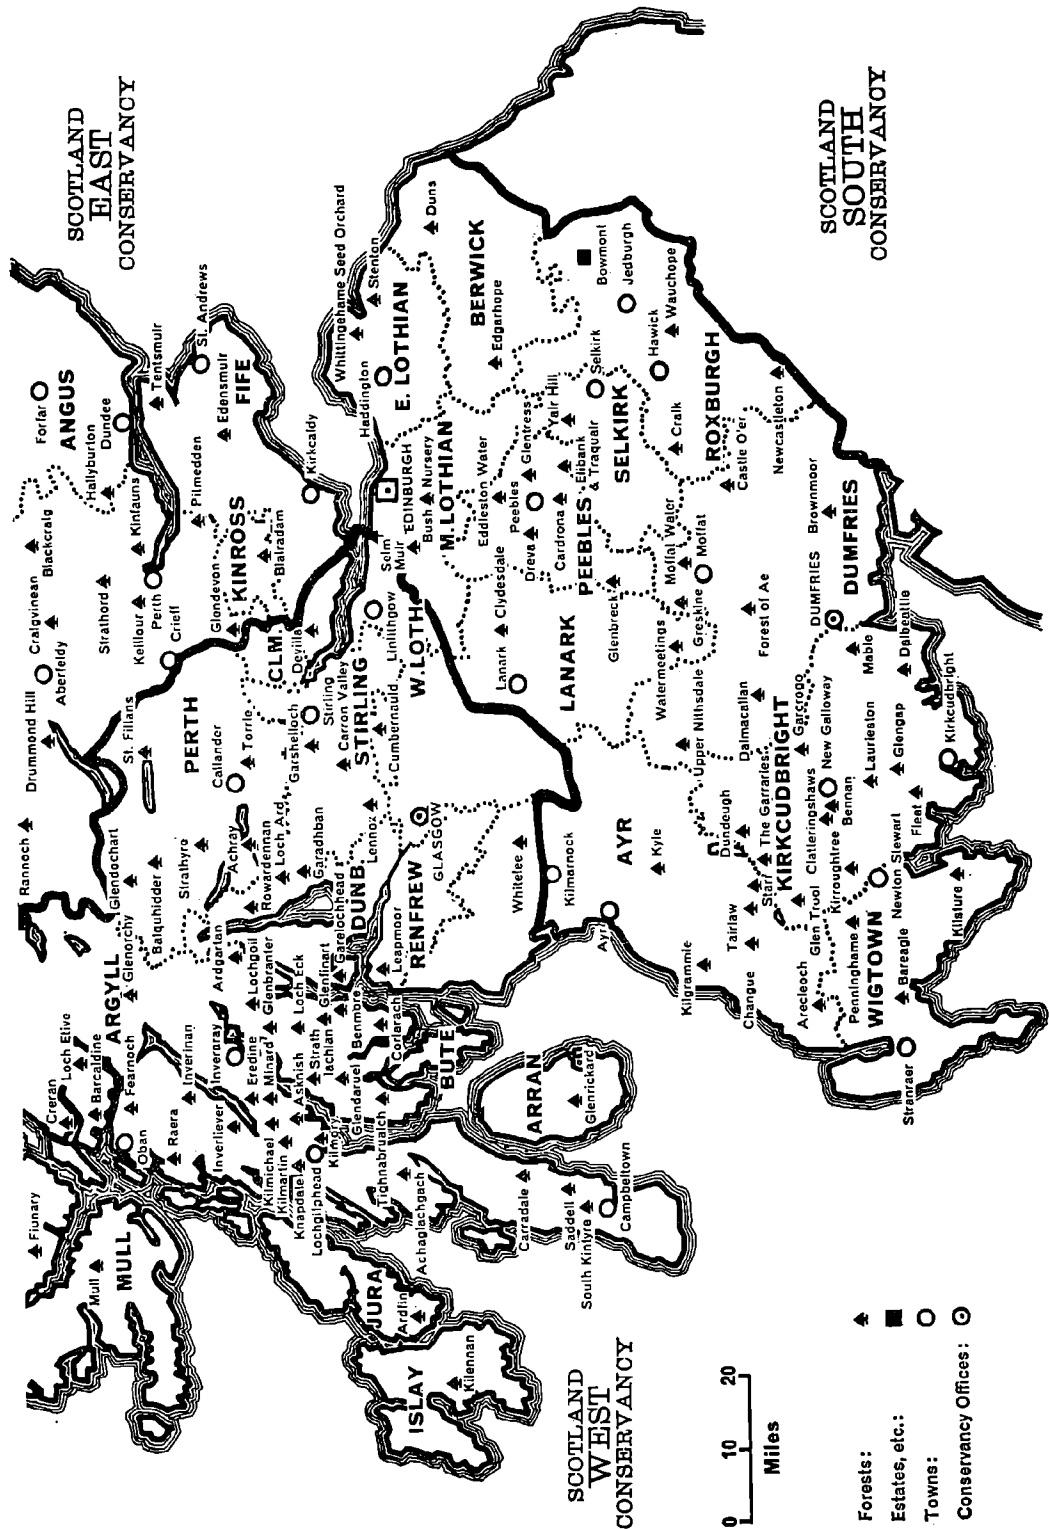 SCOTLAND
EAST
CONSERVANCY
SCOTLAND
SOUTH
CONSERVANCY
SCOTLAND
WEST
CONSERVANCY
Rannoch
Drummond Hill
Aberfeldy
Craigvinean
Blackcraig
Strathord
Forfar
ANGUS
Hallyburton
Dundee
Kinfauns
Perth
Keillour
Crieff
St. Fillans
PERTH
Tentsmuir
St. Andrews
Edensmuir
FIFE
Pitmedden
KINROSS
Glendevon
Blairadam
Kirkcaldy
CLM.
Devilla
Callander
Torrie
Garshelloch
Stirling
Carron Valley
STIRLING
Cumbernauld
Linlithgow
W.LOTH
Glendochart
Balquhidder
Strathyre
Achray
Loch Ard
Rowardennan
Garadhban
Lennox
DUNB
Garelochhead
GLASGOW
RENFREW
Leapmoor
ARGYLL
Glenorchy
Ardgartan
Lochgoil
Glenbranter
Loch Eck
Glenfinart
Benmore
Corlarach
BUTE
Creran
Loch Etive
Barcaldine
Fearnoch
Oban
Raera
Inverinan
Inveraray
Inverliever
Eredine
Minard
Asknish
Strath
lachlan
Glendaruel
Tighnabruaich
Kilmichael
Kilmartin
Knapdale
Lochgilphead
Kilmory
Achaglachgach
Fiunary
Mull
MULL
JURA
Ardfin
ISLAY
Kilennan
ARRAN
Glenrickard
Carradale
Saddell
South Kintyre
Campbeltown
Whittingehame Seed Orchard
Stenton
Haddington
E. LOTHIAN
EDINBURGH
Bush Nursery
M.LOTHIAN
Selm
Muir
Duns
BERWICK
Edgarhope
Eddleston Water
Glentress
Peebles
Dreva
Cardrona
Elibank
& Traquair
Yair Hill
Selkirk
SELKIRK
PEEBLES
Clydesdale
Lanark
LANARK
Glenbreck
Bowmont
Jedburgh
Hawick
Wauchope
ROXBURGH
Craik
Castle O'er
Newcastleton
Moffat Water
Moffat
Greskine
Watermeetings
Upper Nithsdale
Forest of Ae
Brownmoor
DUMFRIES
DUMFRIES
Mabie
Dalbeattie
Dalmacallan
Garcrogo
KIRKCUDBRIGHT
New Galloway
Laurieston
Glengap
Kirkcudbright
Fleet
Bennan
Clatteringshaws
The Garraries
Dundeugh
Starr
Glen Trool
Kirroughtree
Newton Stewart
Kilsture
Whitelee
Kilmarnock
AYR
Kyle
Ayr
Kilgrammie
Tairlaw
Changue
Arecleoch
Penninghame
WIGTOWN
Bareagle
Stranraer
0 10 20
Miles
Forests:
Estates, etc.:
Towns:
Conservancy Offices: